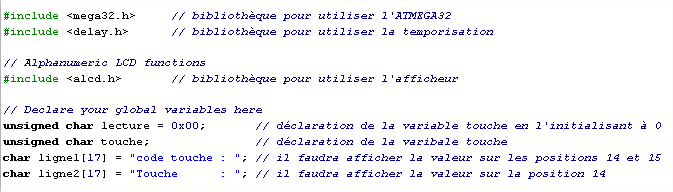 #include <mega32.h>     // bibliothèque pour utiliser l'ATMEGA32
#include <delay.h>      // bibliothèque pour utiliser la temporisation
// Alphanumeric LCD functions
#include <alcd.h>       // bibliothèque pour utiliser l'afficheur
// Declare your global variables here
unsigned char lecture = 0x00;       // déclaration de la variable touche en l'initialisant à 0
unsigned char touche;               // déclaration de la varibale touche
char ligne1[17] = "code touche : "; // il faudra afficher la valeur sur les positions 14 et 15
char ligne2[17] = "Touche      : "; // il faudra afficher la valeur sur la position 14